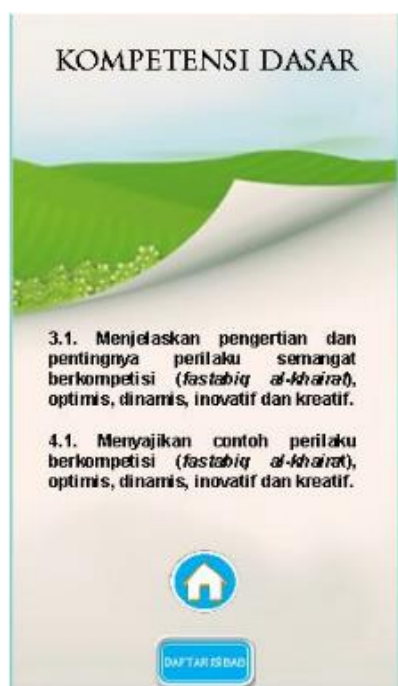 KOMPETENSI DASAR
3.1. Menjelaskan pengertian dan
pentingnya perilaku semangat
berkompetisi (fastabiq al-khairat),
optimis, dinamis, inovatif dan kreatif.
4.1. Menyajikan contoh perilaku
berkompetisi (fastabiq al-khairat),
optimis, dinamis, inovatif dan kreatif.
DAFTAR ISI BAB